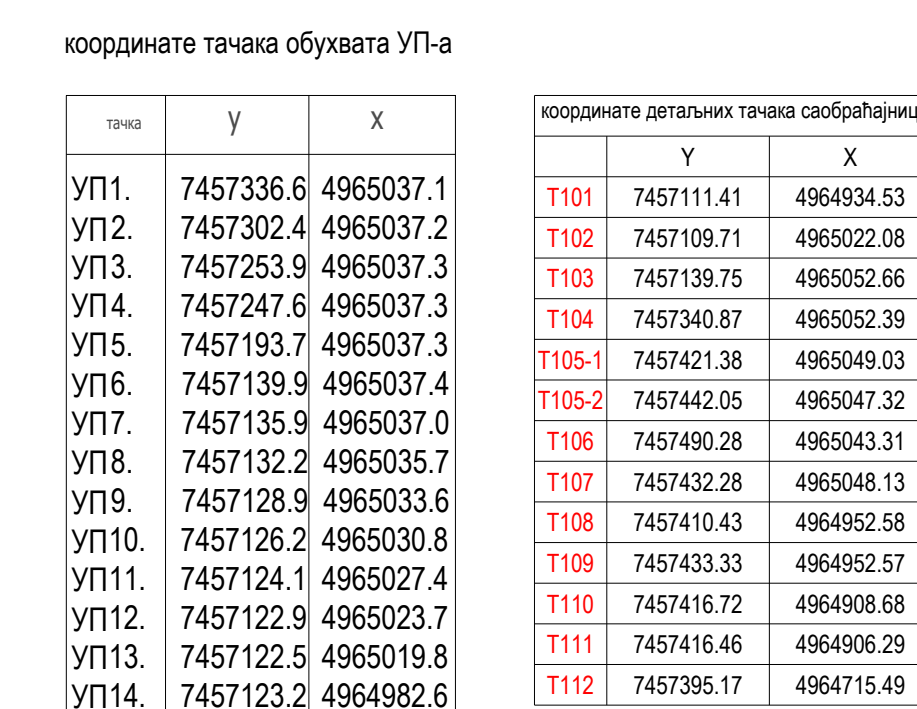 координате тачака обухвата УП-а
тачка y x
УП1. 7457336.6 4965037.1
УП2. 7457302.4 4965037.2
УП3. 7457253.9 4965037.3
УП4. 7457247.6 4965037.3
УП5. 7457193.7 4965037.3
УП6. 7457139.9 4965037.4
УП7. 7457135.9 4965037.0
УП8. 7457132.2 4965035.7
УП9. 7457128.9 4965033.6
УП10. 7457126.2 4965030.8
УП11. 7457124.1 4965027.4
УП12. 7457122.9 4965023.7
УП13. 7457122.5 4965019.8
УП14. 7457123.2 4964982.6
координате детаљних тачака саобраћајниц
Y X
T101 7457111.41 4964934.53
T102 7457109.71 4965022.08
T103 7457139.75 4965052.66
T104 7457340.87 4965052.39
T105-1 7457421.38 4965049.03
T105-2 7457442.05 4965047.32
T106 7457490.28 4965043.31
T107 7457432.28 4965048.13
T108 7457410.43 4964952.58
T109 7457433.33 4964952.57
T110 7457416.72 4964908.68
T111 7457416.46 4964906.29
T112 7457395.17 4964715.49